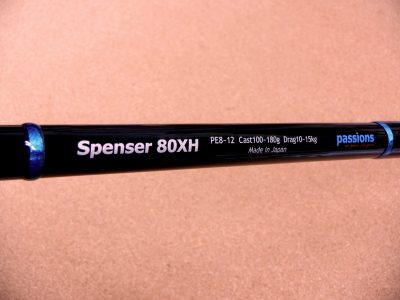 Spenser 80XH
PE8-12 Cast100-180g Drag10-15kg
Made in Japan
passions